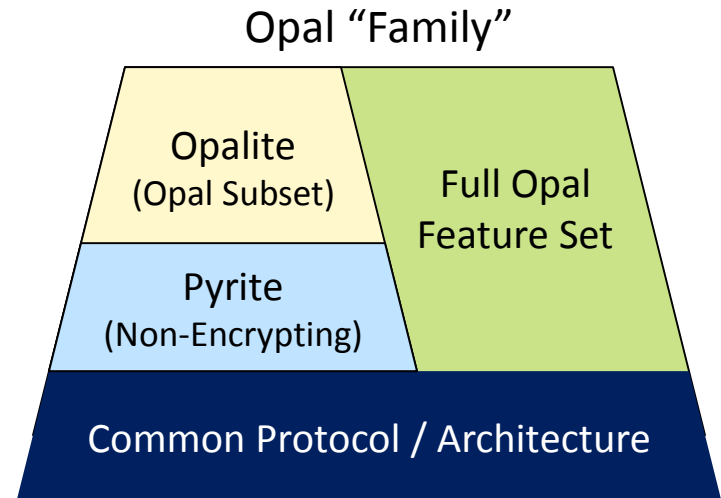 Opal “Family”
Opalite
(Opal Subset)
Full Opal
Feature Set
Pyrite
(Non-Encrypting)
Common Protocol / Architecture